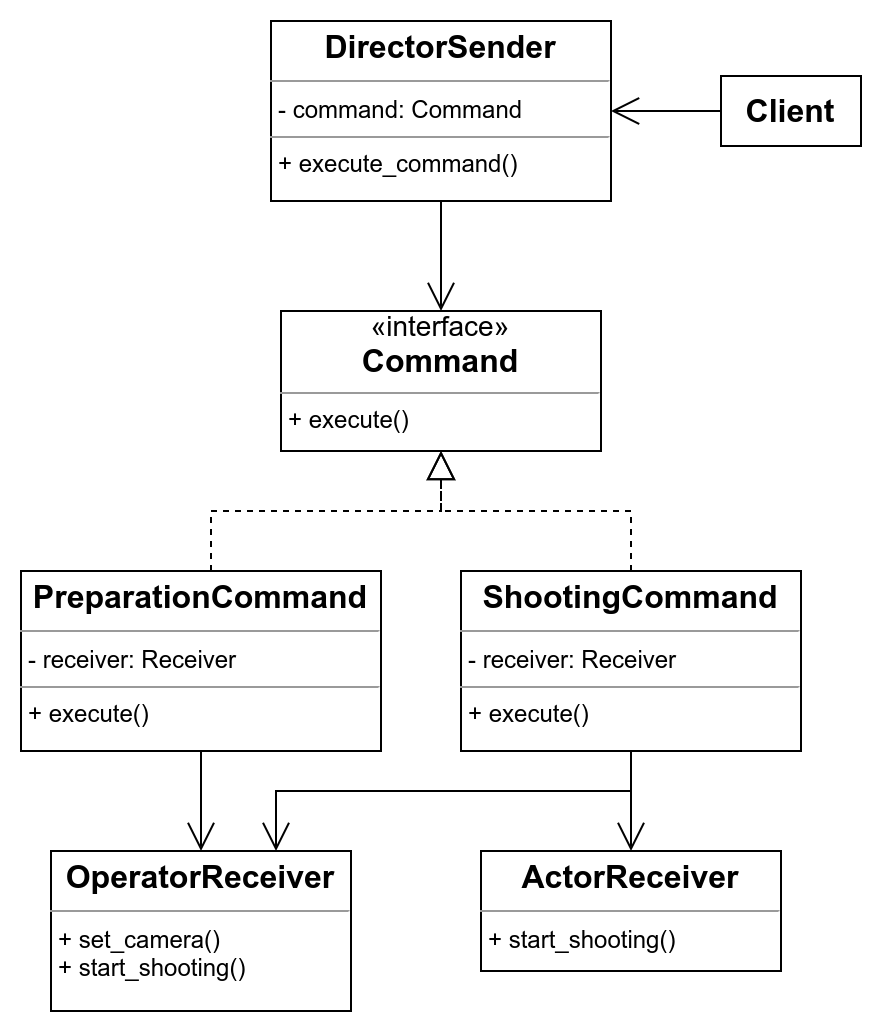 DirectorSender
- command: Command
+ execute_command()
Client
«interface»
Command
+ execute()
PreparationCommand
- receiver: Receiver
+ execute()
ShootingCommand
- receiver: Receiver
+ execute()
OperatorReceiver
+ set_camera()
+ start_shooting()
ActorReceiver
+ start_shooting()